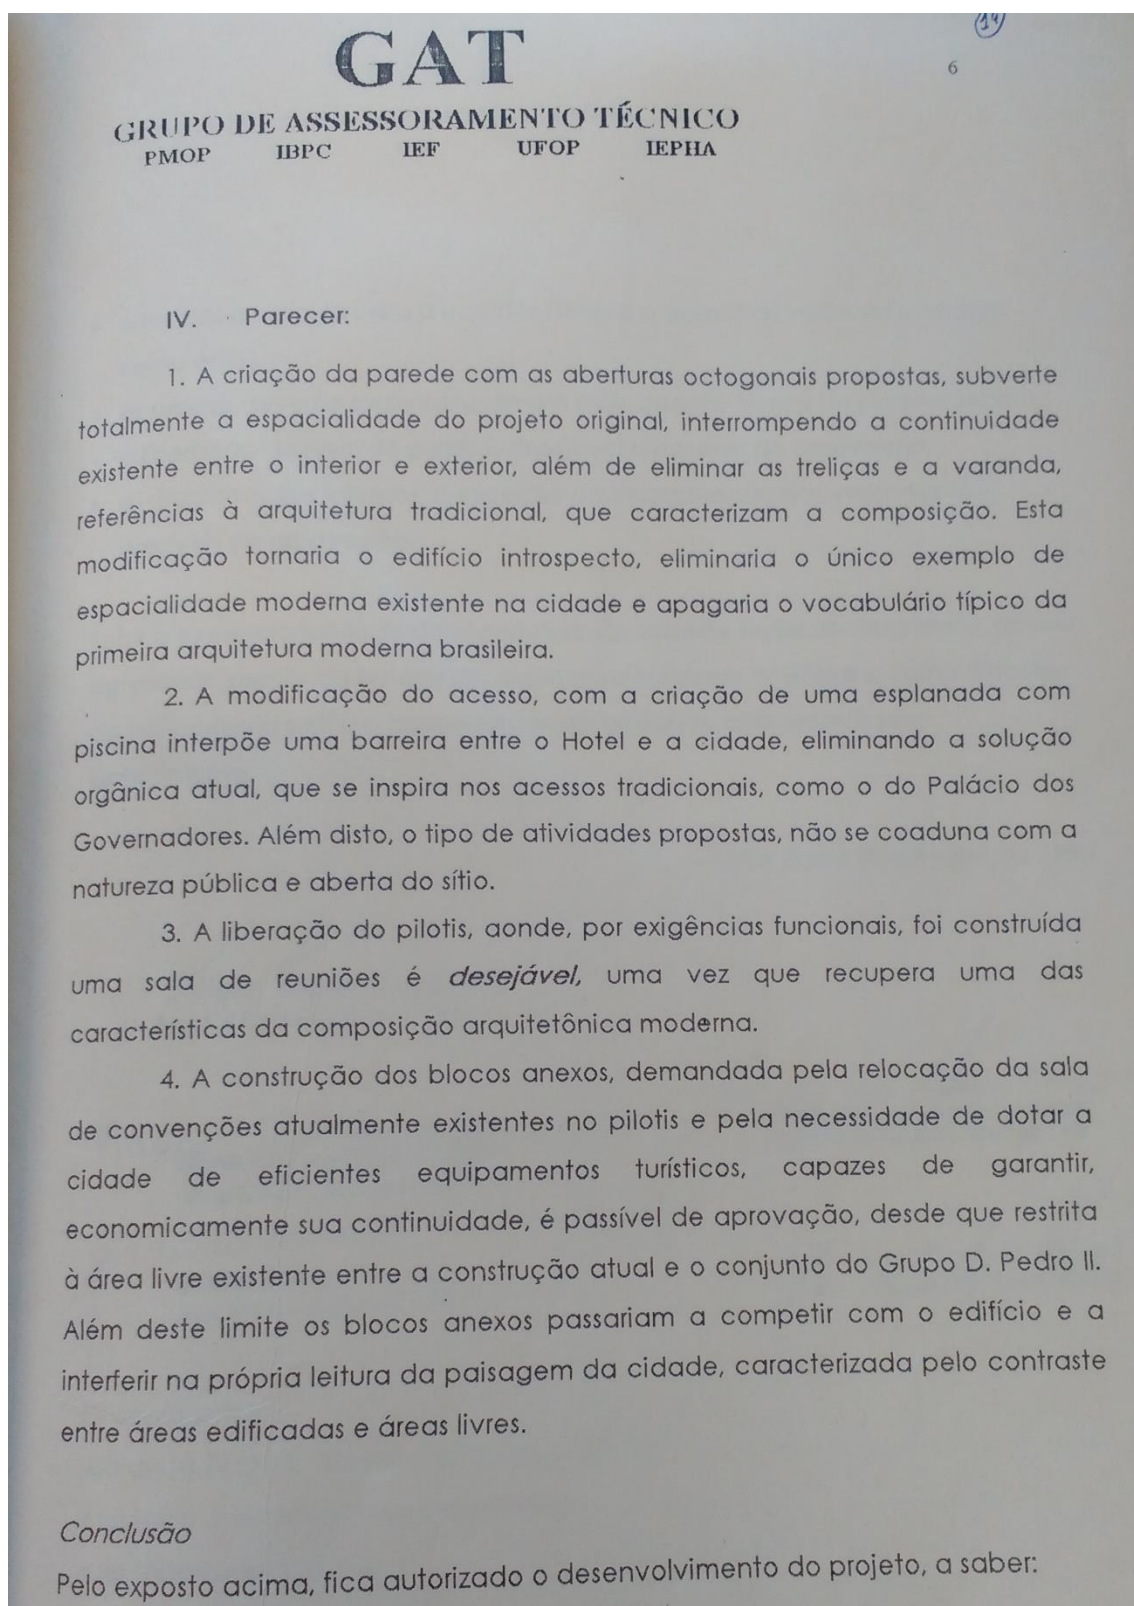 14
6
GAT
GRUPO DE ASSESSORAMENTO TÉCNICO
PMOP IBPC IEF UFOP IEPHA
IV. Parecer:
1. A criação da parede com as aberturas octogonais propostas, subverte
totalmente a espacialidade do projeto original, interrompendo a continuidade
existente entre o interior e exterior, além de eliminar as treliças e a varanda,
referências à arquitetura tradicional, que caracterizam a composição. Esta
modificação tornaria o edifício introspecto, eliminaria o único exemplo de
espacialidade moderna existente na cidade e apagaria o vocabulário típico da
primeira arquitetura moderna brasileira.
2. A modificação do acesso, com a criação de uma esplanada com
piscina interpõe uma barreira entre o Hotel e a cidade, eliminando a solução
orgânica atual, que se inspira nos acessos tradicionais, como o do Palácio dos
Governadores. Além disto, o tipo de atividades propostas, não se coaduna com a
natureza pública e aberta do sítio.
3. A liberação do pilotis, aonde, por exigências funcionais, foi construída
uma sala de reuniões é desejável, uma vez que recupera uma das
características da composição arquitetônica moderna.
4. A construção dos blocos anexos, demandada pela relocação da sala
de convenções atualmente existentes no pilotis e pela necessidade de dotar a
cidade de eficientes equipamentos turísticos, capazes de garantir,
economicamente sua continuidade, é passível de aprovação, desde que restrita
à área livre existente entre a construção atual e o conjunto do Grupo D. Pedro II.
Além deste limite os blocos anexos passariam a competir com o edifício e a
interferir na própria leitura da paisagem da cidade, caracterizada pelo contraste
entre áreas edificadas e áreas livres.
Conclusão
Pelo exposto acima, fica autorizado o desenvolvimento do projeto, a saber: